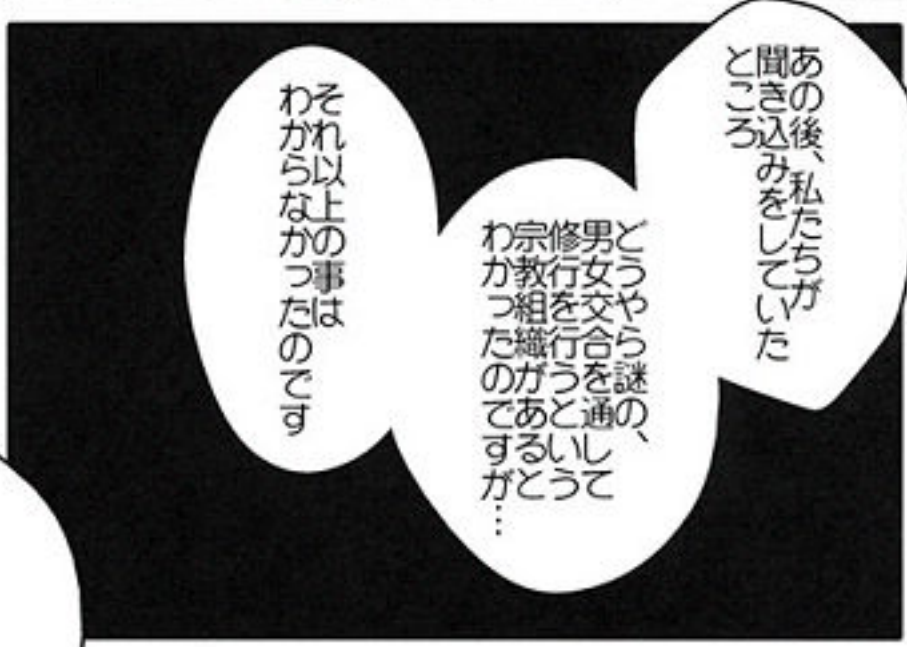 あの後、私たちが
聞き込みをしていた
ところ
どうやら謎の、
男女交合を通して
修行を行うという
宗教組織があると
わかったのですが…
それ以上の事は
わからなかったのです